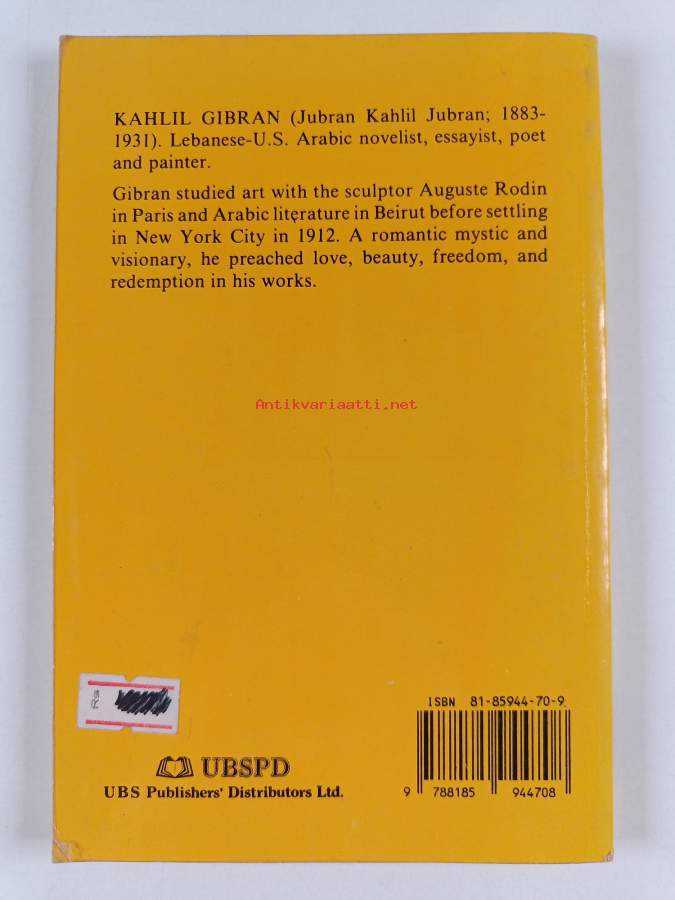 KAHLIL GIBRAN (Jubran Kahlil Jubran; 1883-
1931). Lebanese-U.S. Arabic novelist, essayist, poet
and painter.
Gibran studied art with the sculptor Auguste Rodin
in Paris and Arabic literature in Beirut before settling
in New York City in 1912. A romantic mystic and
visionary, he preached love, beauty, freedom, and
redemption in his works.
Antikvariaatti.net
Rs
ISBN 81-85944-70-9
9 788185 944708
UBSPD
UBS Publishers' Distributors Ltd.